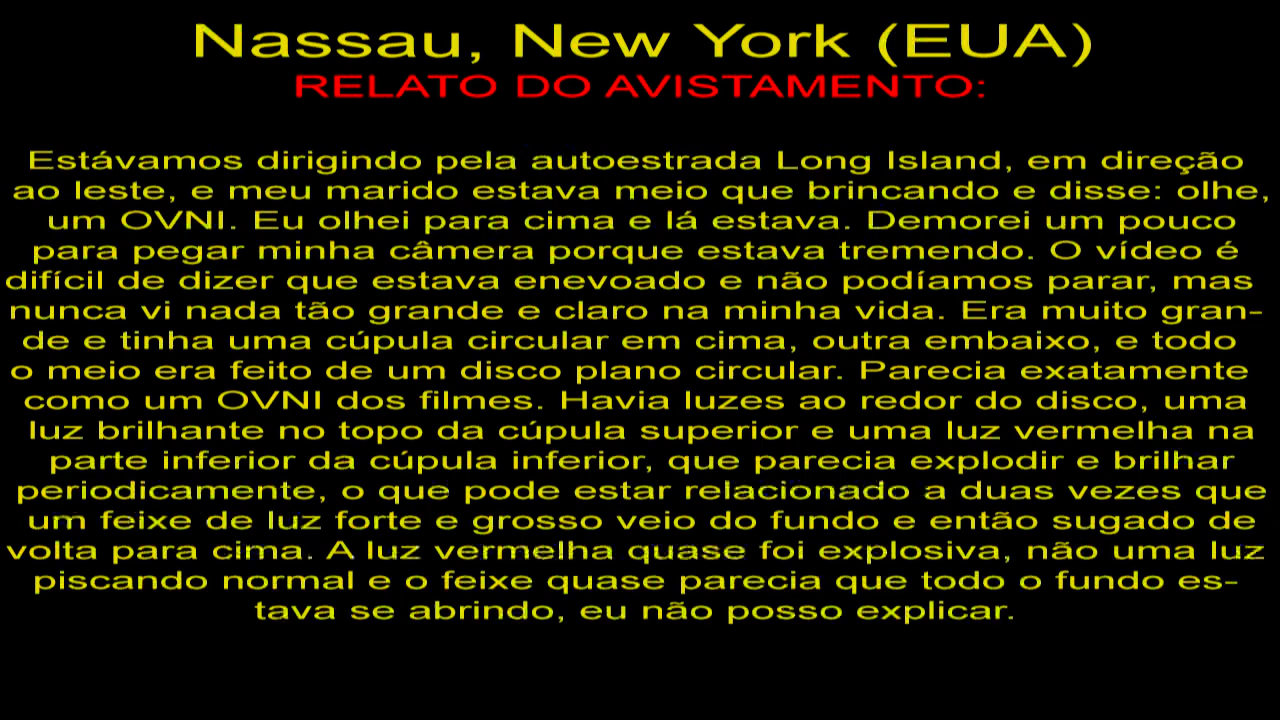 Nassau, New York (EUA)
RELATO DO AVISTAMENTO:
Estávamos dirigindo pela autoestrada Long Island, em direção
ao leste, e meu marido estava meio que brincando e disse: olhe,
um OVNI. Eu olhei para cima e lá estava. Demorei um pouco
para pegar minha câmera porque estava tremendo. O vídeo é
difícil de dizer que estava enevoado e não podíamos parar, mas
nunca vi nada tão grande e claro na minha vida. Era muito gran-
de e tinha uma cúpula circular em cima, outra embaixo, e todo
o meio era feito de um disco plano circular. Parecia exatamente
como um OVNI dos filmes. Havia luzes ao redor do disco, uma
luz brilhante no topo da cúpula superior e uma luz vermelha na
parte inferior da cúpula inferior, que parecia explodir e brilhar
periodicamente, o que pode estar relacionado a duas vezes que
um feixe de luz forte e grosso veio do fundo e então sugado de
volta para cima. A luz vermelha quase foi explosiva, não uma luz
piscando normal e o feixe quase parecia que todo o fundo es-
tava se abrindo, eu não posso explicar.